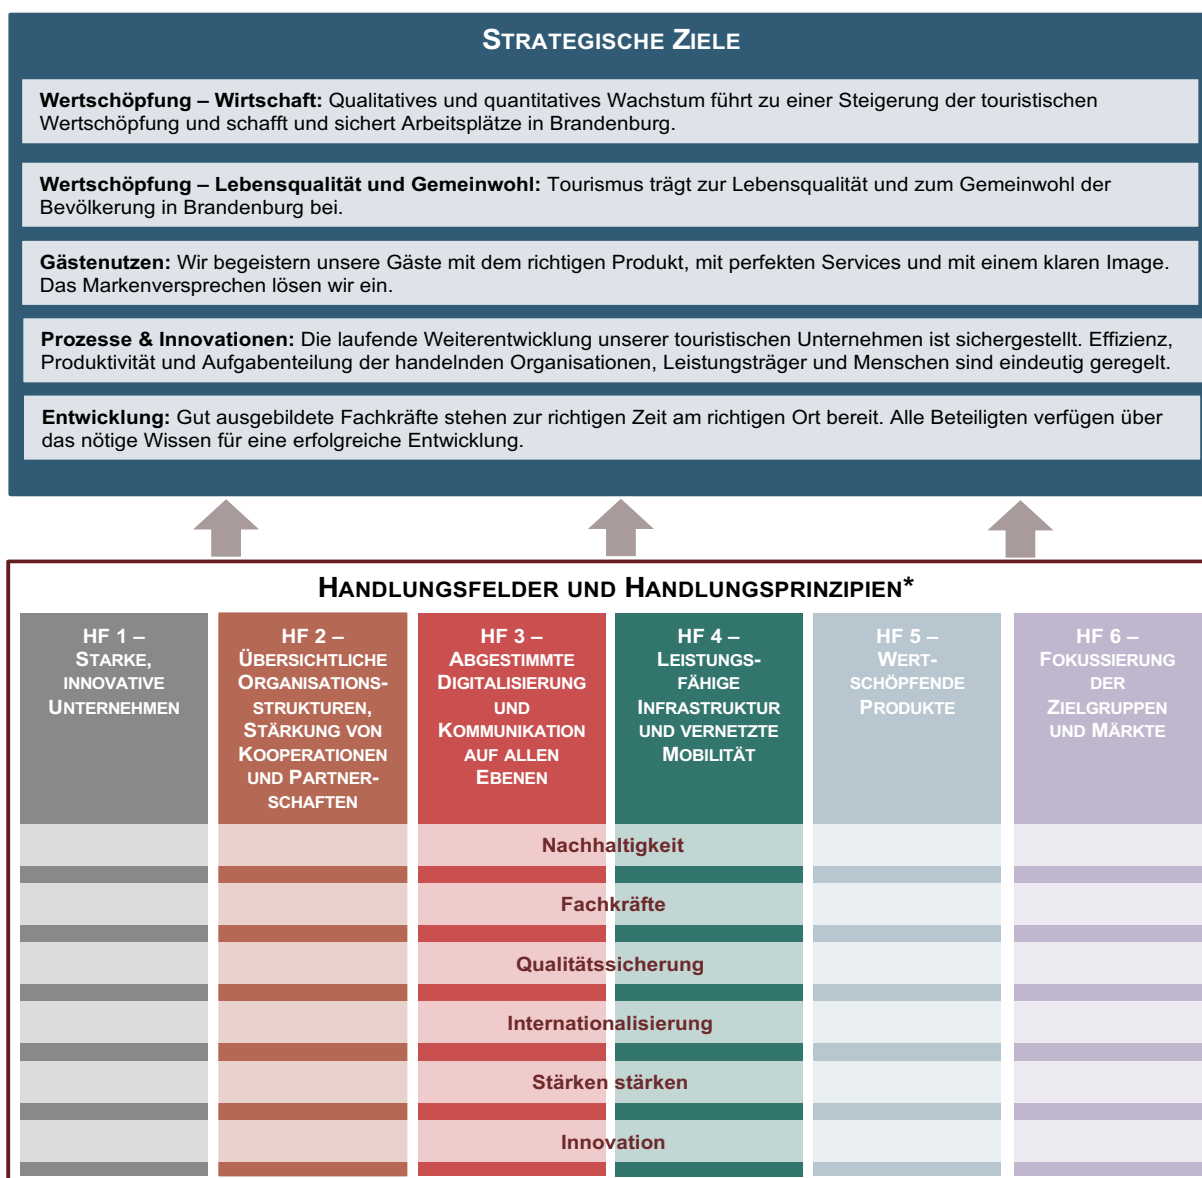 STRATEGISCHE ZIELE
Wertschöpfung – Wirtschaft: Qualitatives und quantitatives Wachstum führt zu einer Steigerung der touristischen
Wertschöpfung und schafft und sichert Arbeitsplätze in Brandenburg.
Wertschöpfung – Lebensqualität und Gemeinwohl: Tourismus trägt zur Lebensqualität und zum Gemeinwohl der
Bevölkerung in Brandenburg bei.
Gästenutzen: Wir begeistern unsere Gäste mit dem richtigen Produkt, mit perfekten Services und mit einem klaren Image.
Das Markenversprechen lösen wir ein.
Prozesse & Innovationen: Die laufende Weiterentwicklung unserer touristischen Unternehmen ist sichergestellt. Effizienz,
Produktivität und Aufgabenteilung der handelnden Organisationen, Leistungsträger und Menschen sind eindeutig geregelt.
Entwicklung: Gut ausgebildete Fachkräfte stehen zur richtigen Zeit am richtigen Ort bereit. Alle Beteiligten verfügen über
das nötige Wissen für eine erfolgreiche Entwicklung.
HANDLUNGSFELDER UND HANDLUNGSPRINZIPIEN*
HF 1 –
STARKE,
INNOVATIVE
UNTERNEHMEN
HF 2 –
ÜBERSICHTLICHE
ORGANISATIONS-
STRUKTUREN,
STÄRKUNG VON
KOOPERATIONEN
UND PARTNER-
SCHAFTEN
HF 3 –
ABGESTIMMTE
DIGITALISIERUNG
UND
KOMMUNIKATION
AUF ALLEN
EBENEN
HF 4 –
LEISTUNGS-
FÄHIGE
INFRASTRUKTUR
UND VERNETZTE
MOBILITÄT
HF 5 –
WERT-
SCHÖPFENDE
PRODUKTE
HF 6 –
FOKUSSIERUNG
DER
ZIELGRUPPEN
UND MÄRKTE
Nachhaltigkeit
Fachkräfte
Qualitätssicherung
Internationalisierung
Stärken stärken
Innovation